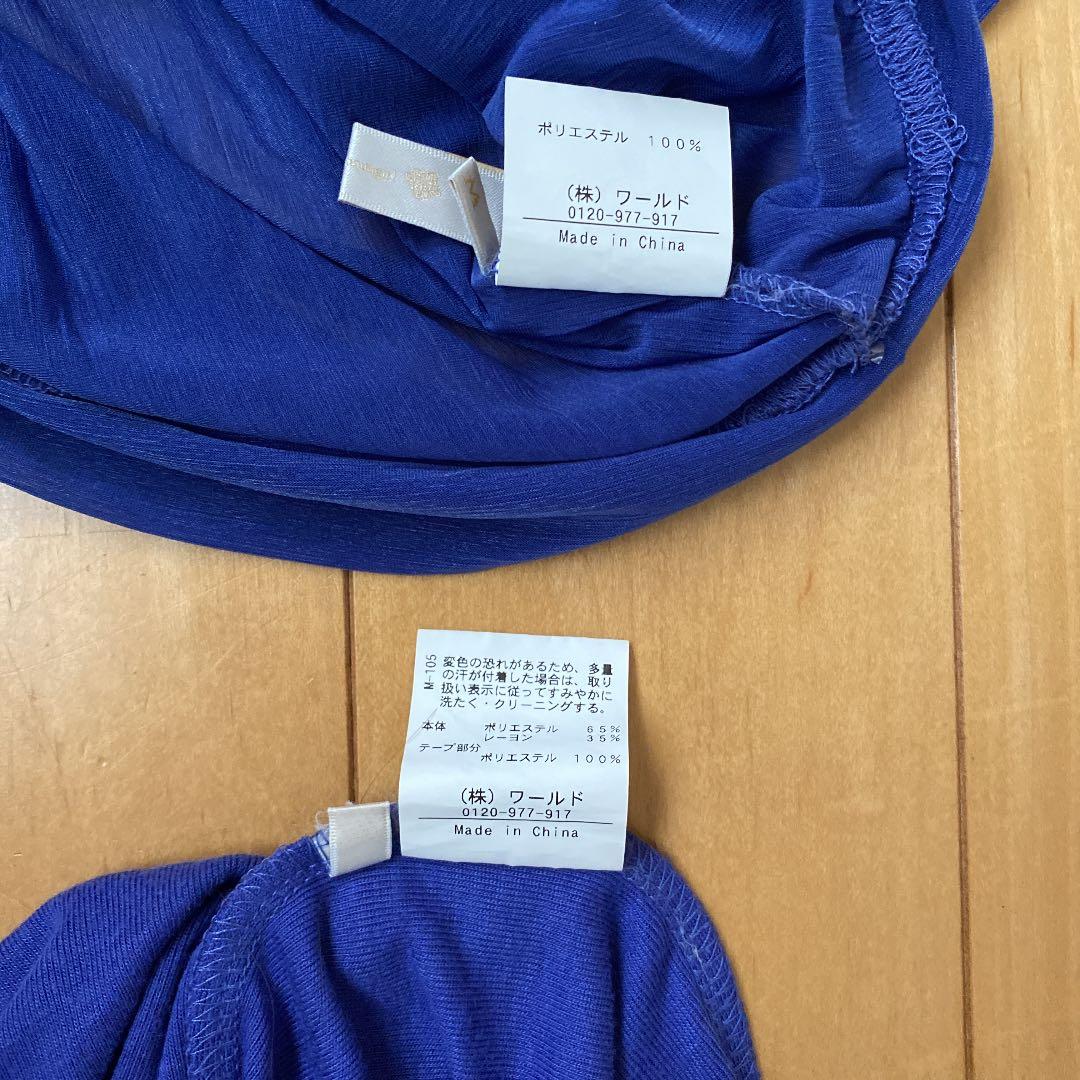 ポリエステル 100%
(株) ワールド
0120-977-917
Made in China
M-105
変色の恐れがあるため、多量
の汗が付着した場合は、取り
扱い表示に従ってすみやかに
洗たく・クリーニングする。
本体 ポリエステル 65%
レーヨン 35%
テープ部分
ポリエステル 100%
(株) ワールド
0120-977-917
Made in China